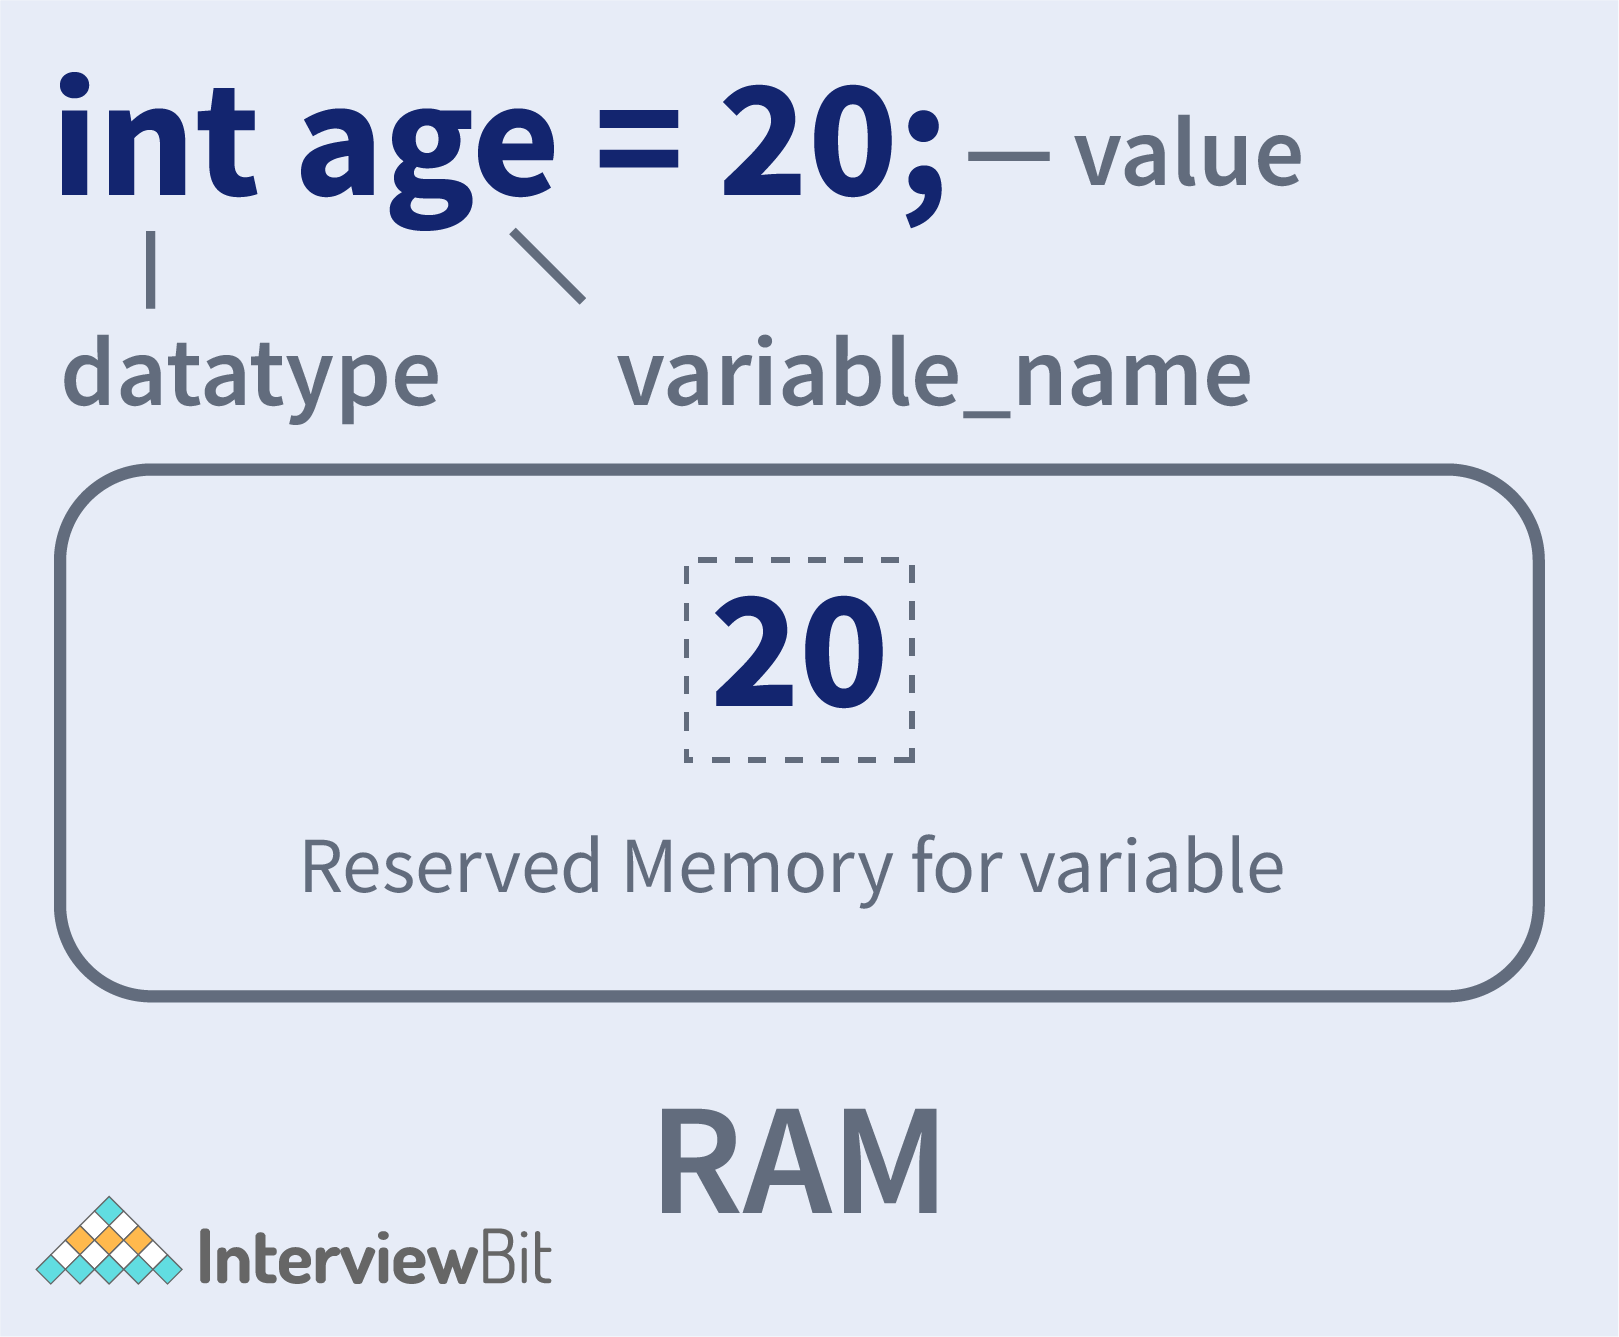 int age = 20; — value
datatype variable_name
20
Reserved Memory for variable
RAM
InterviewBit